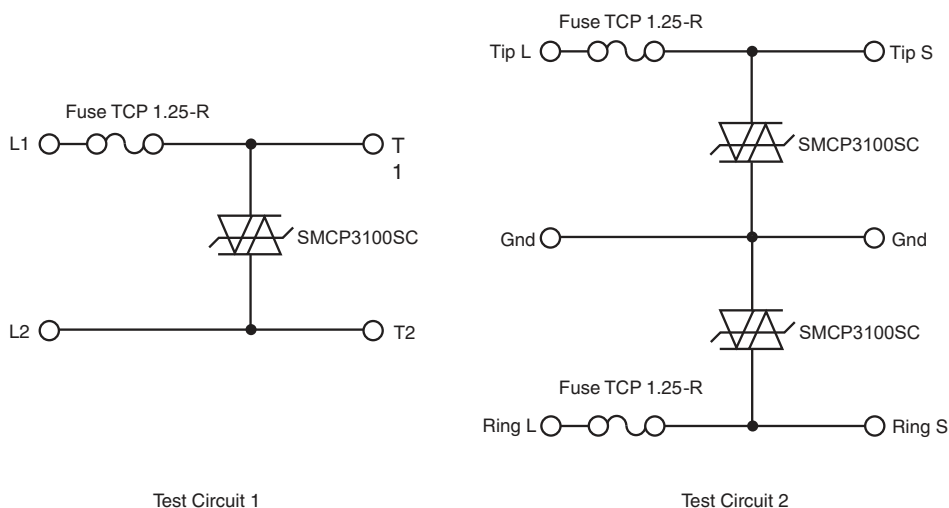 Fuse TCP 1.25-R
L1
T
1
SMCP3100SC
L2
T2
Test Circuit 1
Fuse TCP 1.25-R
Tip L
Tip S
SMCP3100SC
Gnd
Gnd
SMCP3100SC
Fuse TCP 1.25-R
Ring L
Ring S
Test Circuit 2